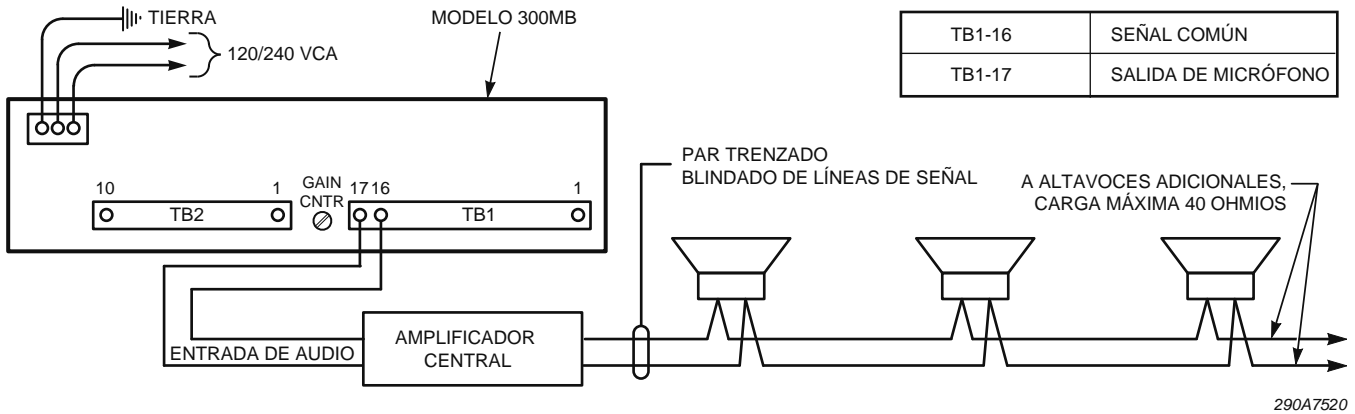 TIERRA
120/240 VCA
MODELO 300MB
TB1-16 SEÑAL COMÚN
TB1-17 SALIDA DE MICRÓFONO
10 1
TB2
GAIN
CNTR
17 16 1
TB1
PAR TRENZADO
BLINDADO DE LÍNEAS DE SEÑAL
A ALTAVOCES ADICIONALES,
CARGA MÁXIMA 40 OHMIOS
ENTRADA DE AUDIO
AMPLIFICADOR
CENTRAL
290A7520